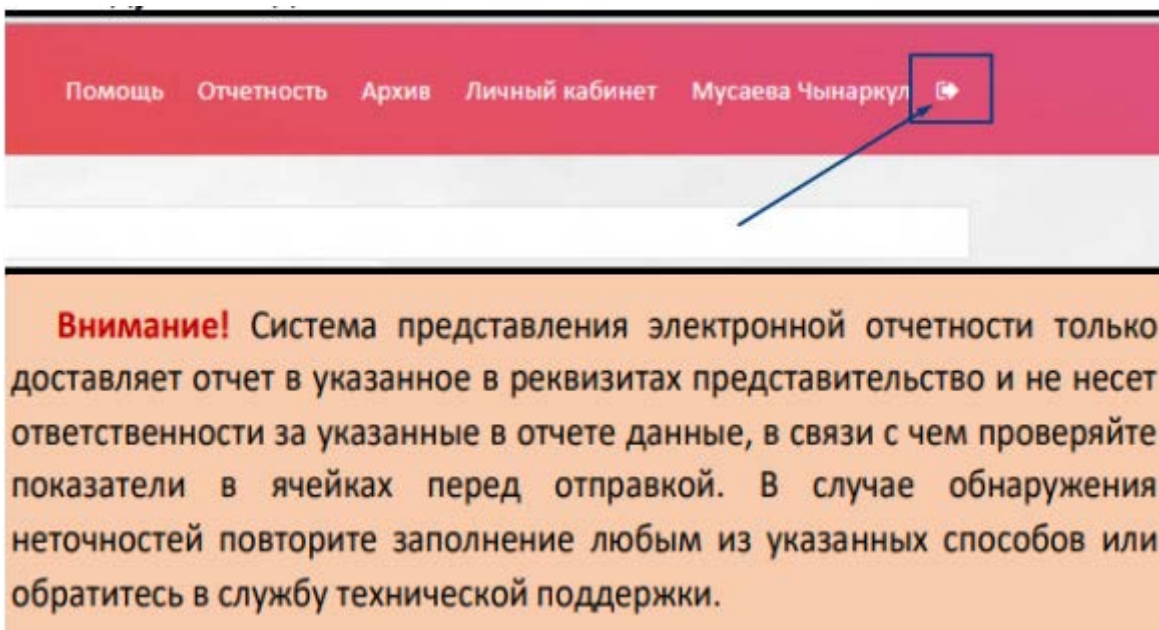 Помощь Отчетность Архив Личный кабинет Мусаева Чынаркул
Внимание! Система представления электронной отчетности только
доставляет отчет в указанное в реквизитах представительство и не несет
ответственности за указанные в отчете данные, в связи с чем проверяйте
показатели в ячейках перед отправкой. В случае обнаружения
неточностей повторите заполнение любым из указанных способов или
обратитесь в службу технической поддержки.